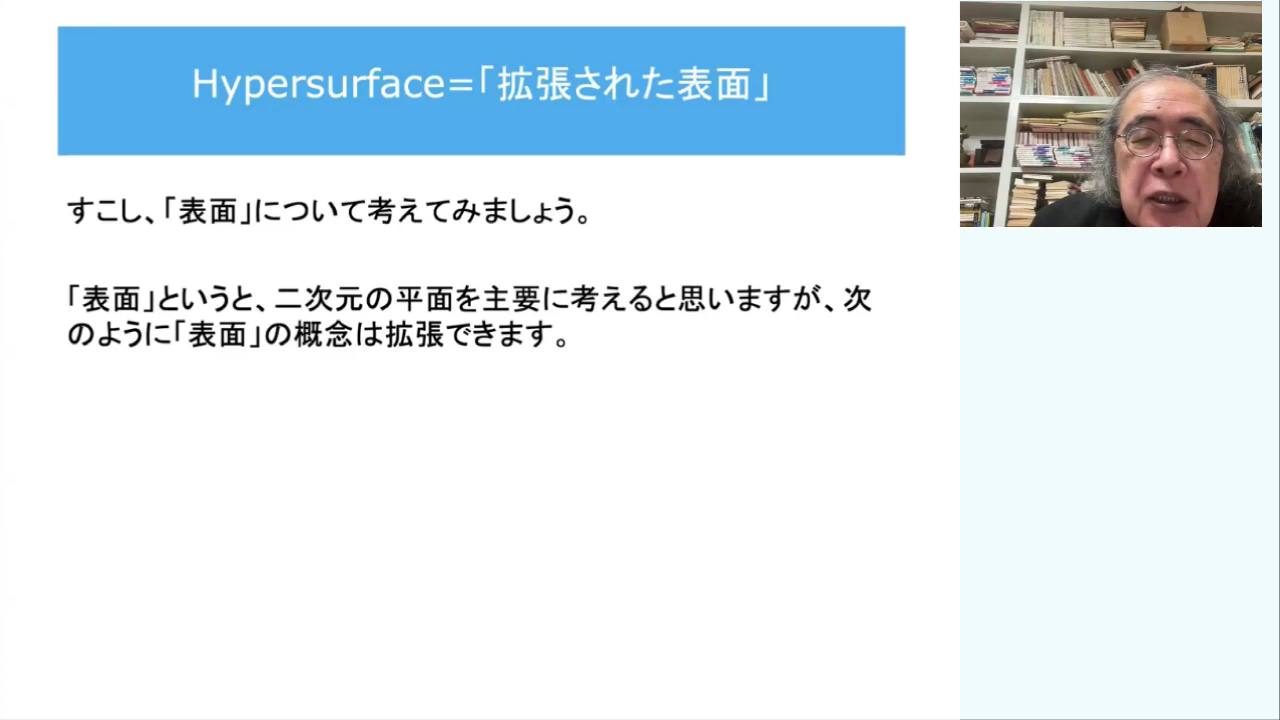 Hypersurface=「拡張された表面」
すこし、「表面」について考えてみましょう。
「表面」というと、二次元の平面を主要に考えると思いますが、次
のように「表面」の概念は拡張できます。